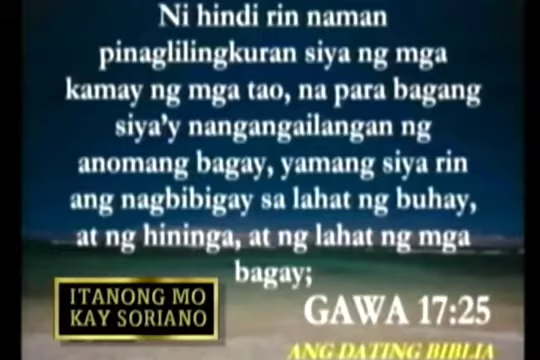 Ni hindi rin naman
pinaglilingkuran siya ng mga
kamay ng mga tao, na para bagang
siya'y nangangailangan ng
anomang bagay, yamang siya rin
ang nagbibigay sa lahat ng buhay,
at ng hininga, at ng lahat ng mga
bagay;
GAWA 17:25
ITANONG MO
KAY SORIANO
ANG DATING BIBLIA